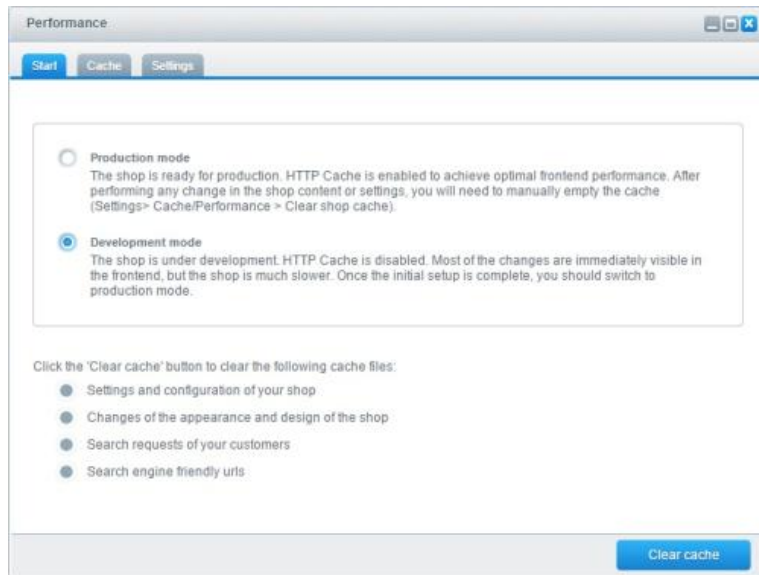 Performance
Start Cache Settings
Production mode
The shop is ready for production. HTTP Cache is enabled to achieve optimal frontend performance. After
performing any change in the shop content or settings, you will need to manually empty the cache
(Settings> Cache/Performance > Clear shop cache).
Development mode
The shop is under development. HTTP Cache is disabled. Most of the changes are immediately visible in
the frontend, but the shop is much slower. Once the initial setup is complete, you should switch to
production mode.
Click the 'Clear cache' button to clear the following cache files:
Settings and configuration of your shop
Changes of the appearance and design of the shop
Search requests of your customers
Search engine friendly urls
Clear cache